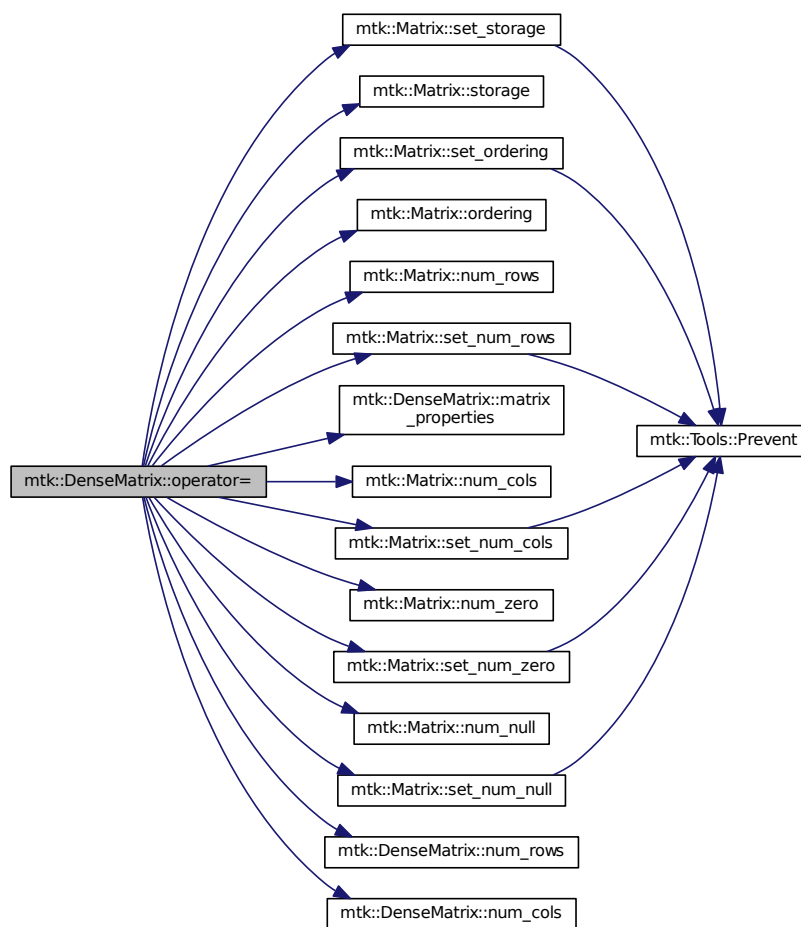 mtk::Matrix::set_storage
mtk::Matrix::storage
mtk::Matrix::set_ordering
mtk::Matrix::ordering
mtk::Matrix::num_rows
mtk::Matrix::set_num_rows
mtk::DenseMatrix::matrix
_properties
mtk::Tools::Prevent
mtk::DenseMatrix::operator=
mtk::Matrix::num_cols
mtk::Matrix::set_num_cols
mtk::Matrix::num_zero
mtk::Matrix::set_num_zero
mtk::Matrix::num_null
mtk::Matrix::set_num_null
mtk::DenseMatrix::num_rows
mtk::DenseMatrix::num_cols